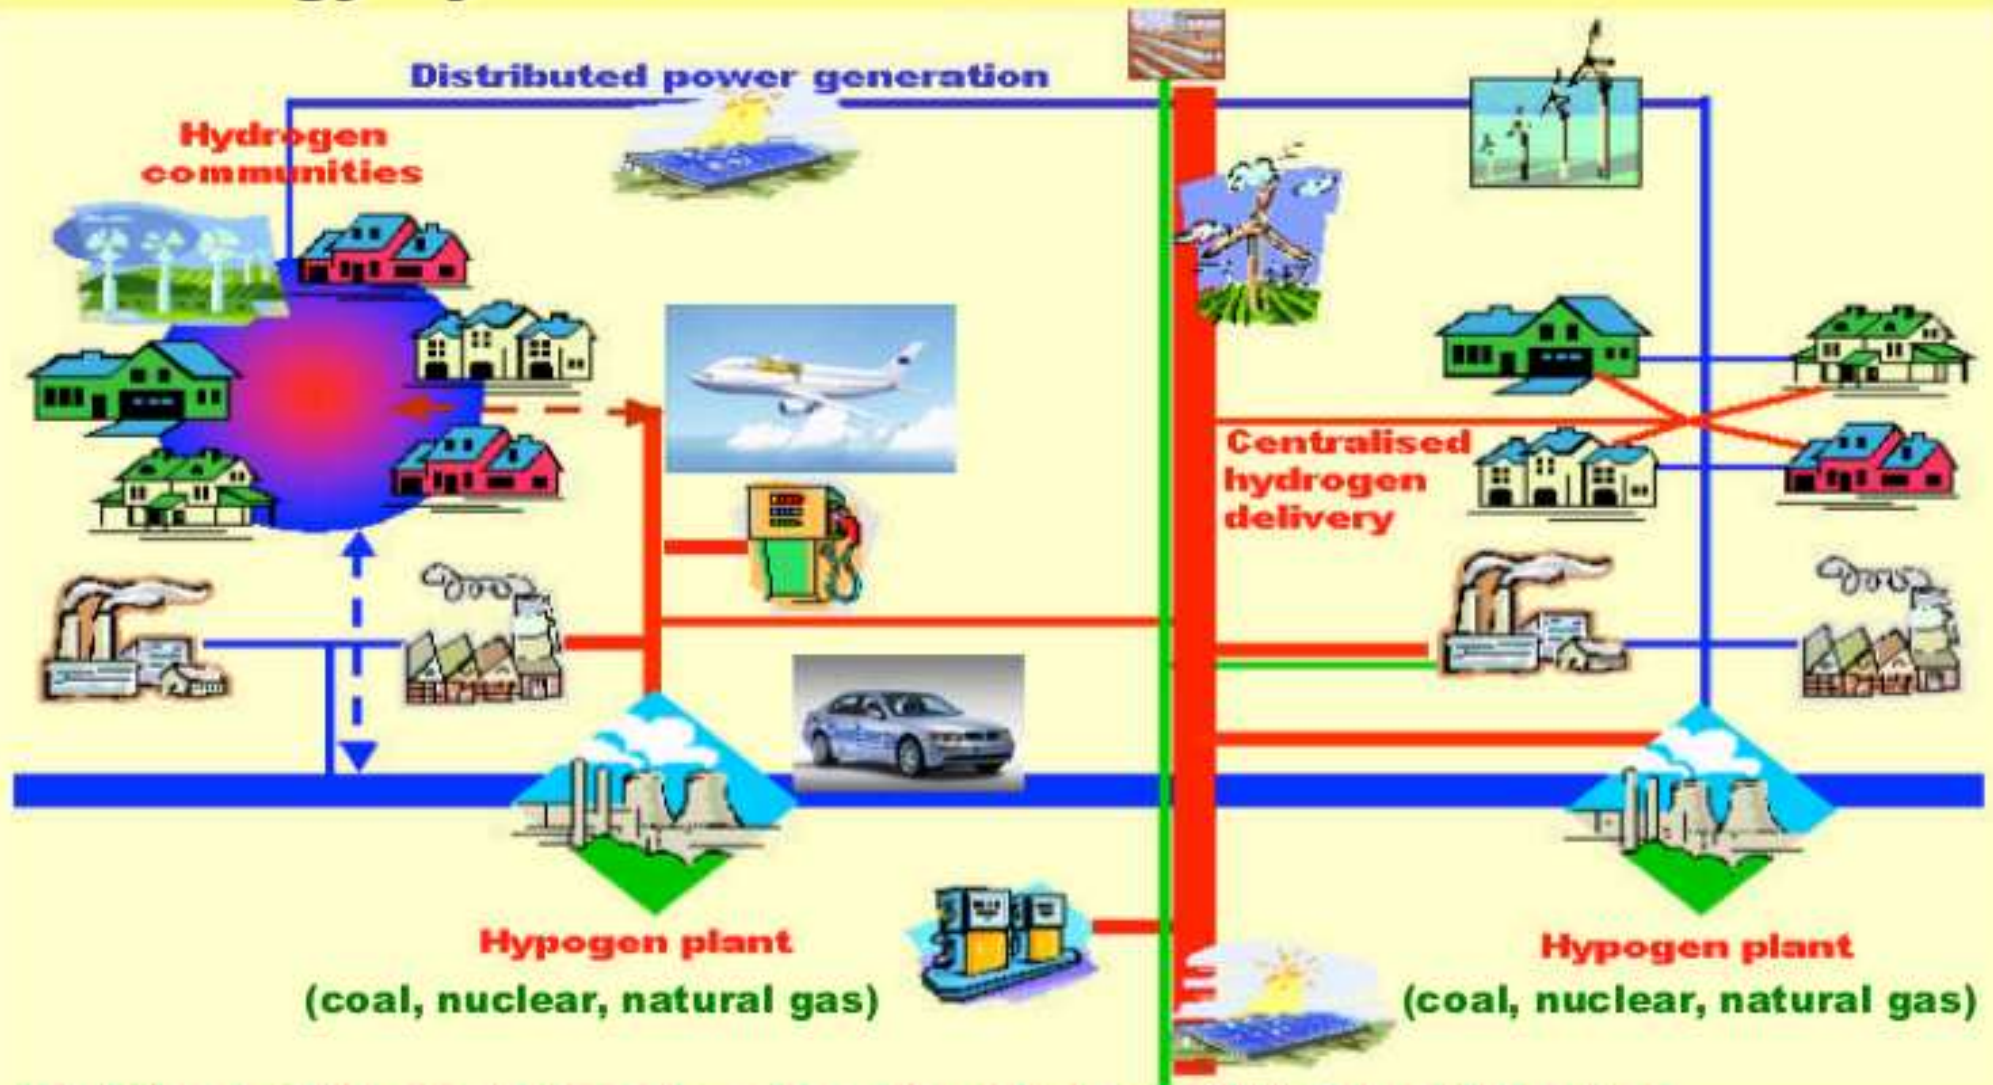 Distributed power generation
Hydrogen
communities
Centralised
hydrogen
delivery
Hypogen plant
(coal, nuclear, natural gas)
Hypogen plant
(coal, nuclear, natural gas)